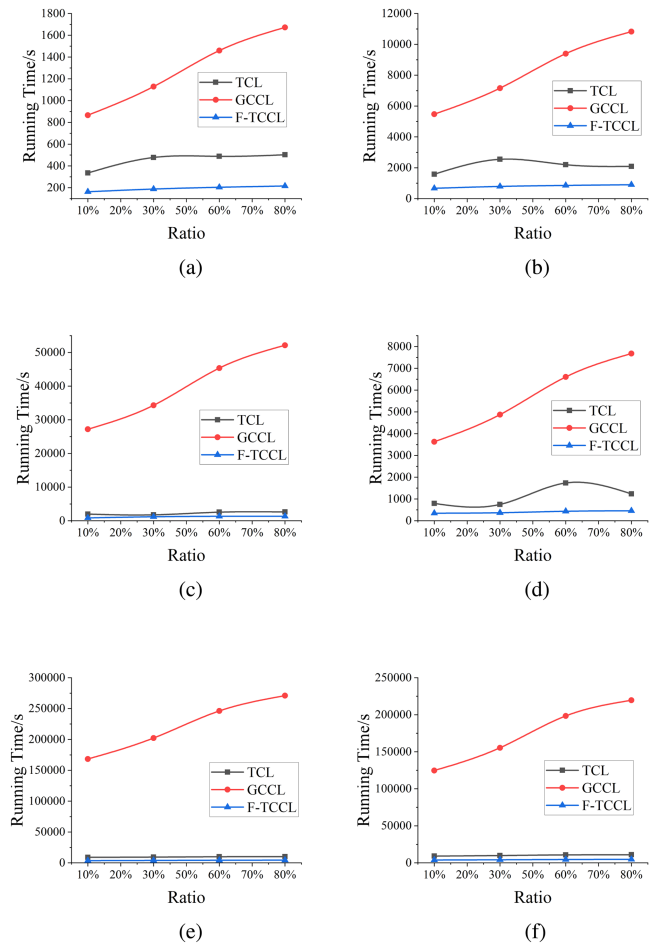 1800
1600
1400
1200
1000
800
600
400
200
Running Time/s
TCL
GCCL
F-TCCL
10% 20% 30% 50% 60% 70% 80%
Ratio
(a)
12000
10000
8000
6000
4000
2000
0
Running Time/s
TCL
GCCL
F-TCCL
10% 20% 30% 50% 60% 70% 80%
Ratio
(b)
50000
40000
30000
20000
10000
0
Running Time/s
TCL
GCCL
F-TCCL
10% 20% 30% 50% 60% 70% 80%
Ratio
(c)
8000
7000
6000
5000
4000
3000
2000
1000
0
Running Time/s
TCL
GCCL
F-TCCL
10% 20% 30% 50% 60% 70% 80%
Ratio
(d)
300000
250000
200000
150000
100000
50000
0
Running Time/s
TCL
GCCL
F-TCCL
10% 20% 30% 50% 60% 70% 80%
Ratio
(e)
250000
200000
150000
100000
50000
0
Running Time/s
TCL
GCCL
F-TCCL
10% 20% 30% 50% 60% 70% 80%
Ratio
(f)